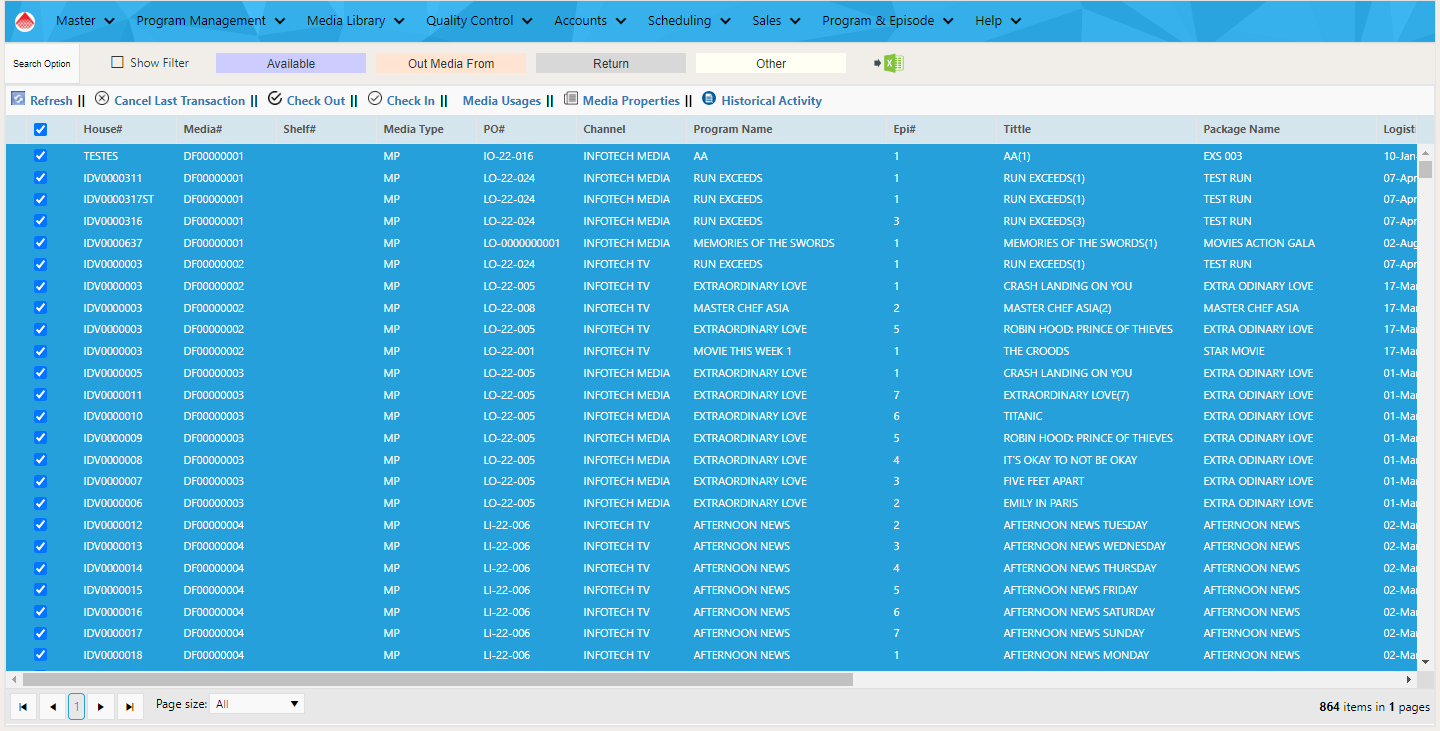 Master Program Management Media Library Quality Control Accounts Scheduling Sales Program & Episode Help
Search Option Show Filter Available Out Media From Return Other
Refresh || Cancel Last Transaction || Check Out || Check In || Media Usages || Media Properties || Historical Activity
House# Media# Shelf# Media Type PO# Channel Program Name Epi# Tittle Package Name Logisti
TESTES DF00000001 MP IO-22-016 INFOTECH MEDIA AA 1 AA(1) EXS 003 10-Jan-
IDV0000311 DF00000001 MP LO-22-024 INFOTECH MEDIA RUN EXCEEDS 1 RUN EXCEEDS(1) TEST RUN 07-Apr
IDV0000317ST DF00000001 MP LO-22-024 INFOTECH MEDIA RUN EXCEEDS 1 RUN EXCEEDS(1) TEST RUN 07-Apr
IDV0000316 DF00000001 MP LO-22-024 INFOTECH MEDIA RUN EXCEEDS 3 RUN EXCEEDS(3) TEST RUN 07-Apr
IDV0000637 DF00000001 MP LO-0000000001 INFOTECH MEDIA MEMORIES OF THE SWORDS 1 MEMORIES OF THE SWORDS(1) MOVIES ACTION GALA 02-Aug
IDV0000003 DF00000002 MP LO-22-024 INFOTECH TV RUN EXCEEDS 1 RUN EXCEEDS(1) TEST RUN 07-Apr
IDV0000003 DF00000002 MP LO-22-005 INFOTECH TV EXTRAORDINARY LOVE 1 CRASH LANDING ON YOU EXTRA ODINARY LOVE 17-Mar
IDV0000003 DF00000002 MP LO-22-008 INFOTECH TV MASTER CHEF ASIA 2 MASTER CHEF ASIA(2) MASTER CHEF ASIA 17-Mar
IDV0000003 DF00000002 MP LO-22-005 INFOTECH TV EXTRAORDINARY LOVE 5 ROBIN HOOD: PRINCE OF THIEVES EXTRA ODINARY LOVE 17-Mar
IDV0000003 DF00000002 MP LO-22-001 INFOTECH TV MOVIE THIS WEEK 1 1 THE CROODS STAR MOVIE 17-Mar
IDV0000005 DF00000003 MP LO-22-005 INFOTECH MEDIA EXTRAORDINARY LOVE 1 CRASH LANDING ON YOU EXTRA ODINARY LOVE 01-Mar
IDV0000011 DF00000003 MP LO-22-005 INFOTECH MEDIA EXTRAORDINARY LOVE 7 EXTRAORDINARY LOVE(7) EXTRA ODINARY LOVE 01-Mar
IDV0000010 DF00000003 MP LO-22-005 INFOTECH MEDIA EXTRAORDINARY LOVE 6 TITANIC EXTRA ODINARY LOVE 01-Mar
IDV0000009 DF00000003 MP LO-22-005 INFOTECH MEDIA EXTRAORDINARY LOVE 5 ROBIN HOOD: PRINCE OF THIEVES EXTRA ODINARY LOVE 01-Mar
IDV0000008 DF00000003 MP LO-22-005 INFOTECH MEDIA EXTRAORDINARY LOVE 4 IT'S OKAY TO NOT BE OKAY EXTRA ODINARY LOVE 01-Mar
IDV0000007 DF00000003 MP LO-22-005 INFOTECH MEDIA EXTRAORDINARY LOVE 3 FIVE FEET APART EXTRA ODINARY LOVE 01-Mar
IDV0000006 DF00000003 MP LO-22-005 INFOTECH MEDIA EXTRAORDINARY LOVE 2 EMILY IN PARIS EXTRA ODINARY LOVE 01-Mar
IDV0000012 DF00000004 MP LI-22-006 INFOTECH TV AFTERNOON NEWS 2 AFTERNOON NEWS TUESDAY AFTERNOON NEWS 02-Mar
IDV0000013 DF00000004 MP LI-22-006 INFOTECH TV AFTERNOON NEWS 3 AFTERNOON NEWS WEDNESDAY AFTERNOON NEWS 02-Mar
IDV0000014 DF00000004 MP LI-22-006 INFOTECH TV AFTERNOON NEWS 4 AFTERNOON NEWS THURSDAY AFTERNOON NEWS 02-Mar
IDV0000015 DF00000004 MP LI-22-006 INFOTECH TV AFTERNOON NEWS 5 AFTERNOON NEWS FRIDAY AFTERNOON NEWS 02-Mar
IDV0000016 DF00000004 MP LI-22-006 INFOTECH TV AFTERNOON NEWS 6 AFTERNOON NEWS SATURDAY AFTERNOON NEWS 02-Mar
IDV0000017 DF00000004 MP LI-22-006 INFOTECH TV AFTERNOON NEWS 7 AFTERNOON NEWS SUNDAY AFTERNOON NEWS 02-Mar
IDV0000018 DF00000004 MP LI-22-006 INFOTECH TV AFTERNOON NEWS 1 AFTERNOON NEWS MONDAY AFTERNOON NEWS 02-Mar
1 Page size: All 864 items in 1 pages